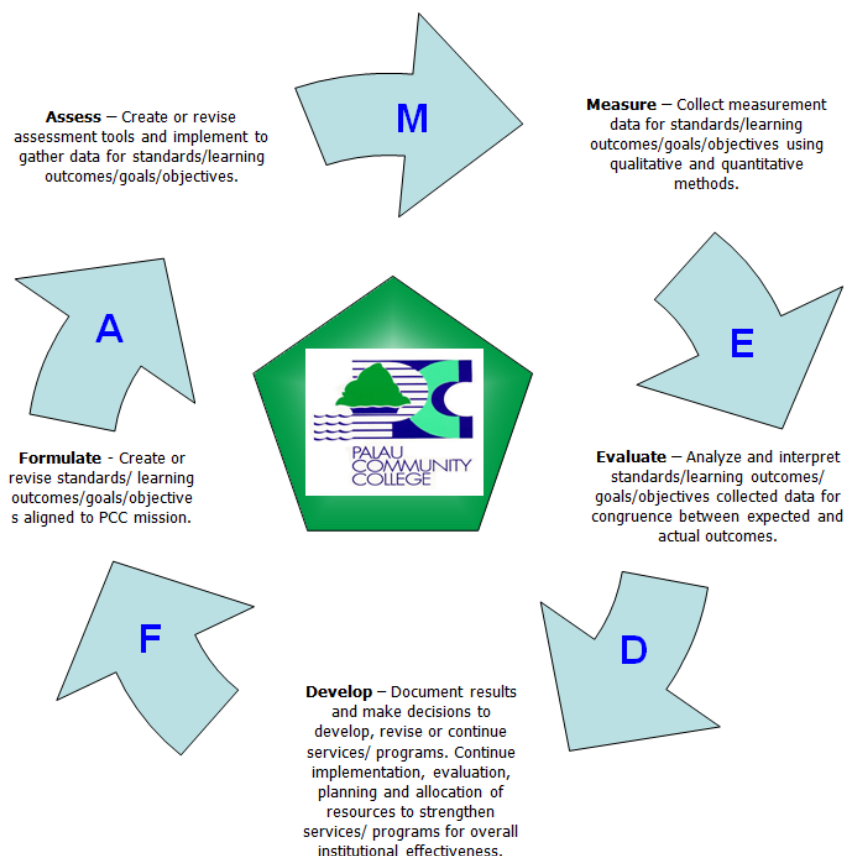 M
Assess – Create or revise
assessment tools and implement to
gather data for standards/learning
outcomes/goals/objectives.
Measure – Collect measurement
data for standards/learning
outcomes/goals/objectives using
qualitative and quantitative
methods.
A
E
PALAU
COMMUNITY
COLLEGE
Formulate - Create or
revise standards/ learning
outcomes/goals/objective
s aligned to PCC mission.
Evaluate – Analyze and interpret
standards/learning outcomes/
goals/objectives collected data for
congruence between expected and
actual outcomes.
F
D
Develop – Document results
and make decisions to
develop, revise or continue
services/ programs. Continue
implementation, evaluation,
planning and allocation of
resources to strengthen
services/ programs for overall
institutional effectiveness.